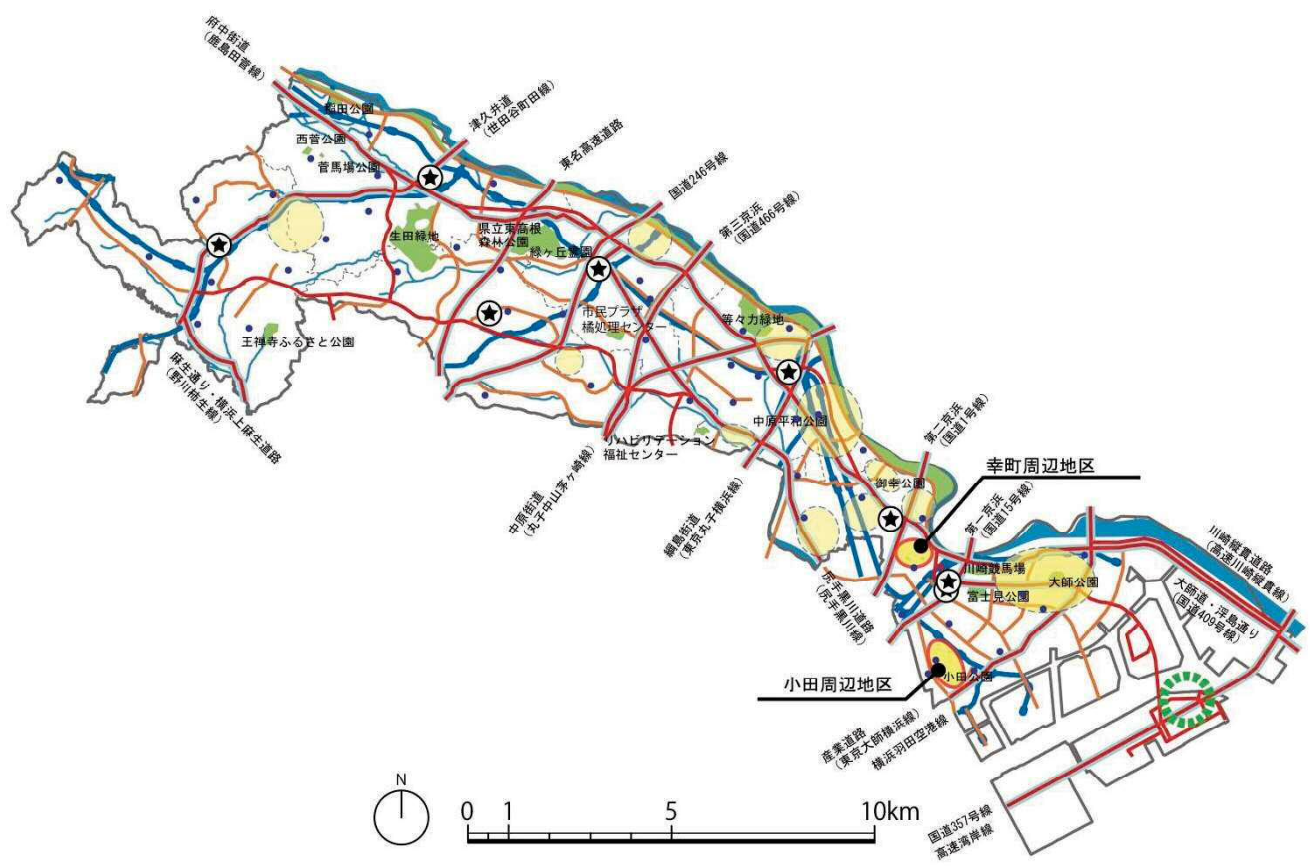 府中街道
(鹿島田菅線)
津久井道
(世田谷町田線)
東名高速道路
国道246号線
第三京浜
(国道466号線)
稲田公園
西菅公園
菅馬場公園
生田緑地
県立東高根
森林公園
緑ヶ丘霊園
市民プラザ
橘処理センター
等々力緑地
王禅寺ふるさと公園
麻生通り・横浜上麻生道路
(野川柿生線)
中原平和公園
リハビリテーション
福祉センター
中原街道
(丸子中山茅ヶ崎線)
綱島街道
(東京丸子横浜線)
第二京浜
(国道1号線)
御幸公園
幸町周辺地区
第一京浜
(国道15号線)
川崎競馬場
富士見公園
大師公園
川崎縦貫道路
(高速川崎縦貫線)
大師道・浮島通り
(国道409号線)
尻手黒川道路
(尻手黒川線)
小田公園
小田周辺地区
産業道路
(東京大師横浜線)
横浜羽田空港線
国道357号線
高速湾岸線
N
0 1 5 10km